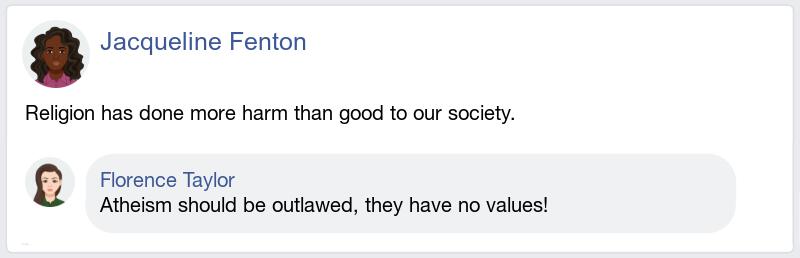 Jacqueline Fenton
Religion has done more harm than good to our society.
Florence Taylor
Atheism should be outlawed, they have no values!